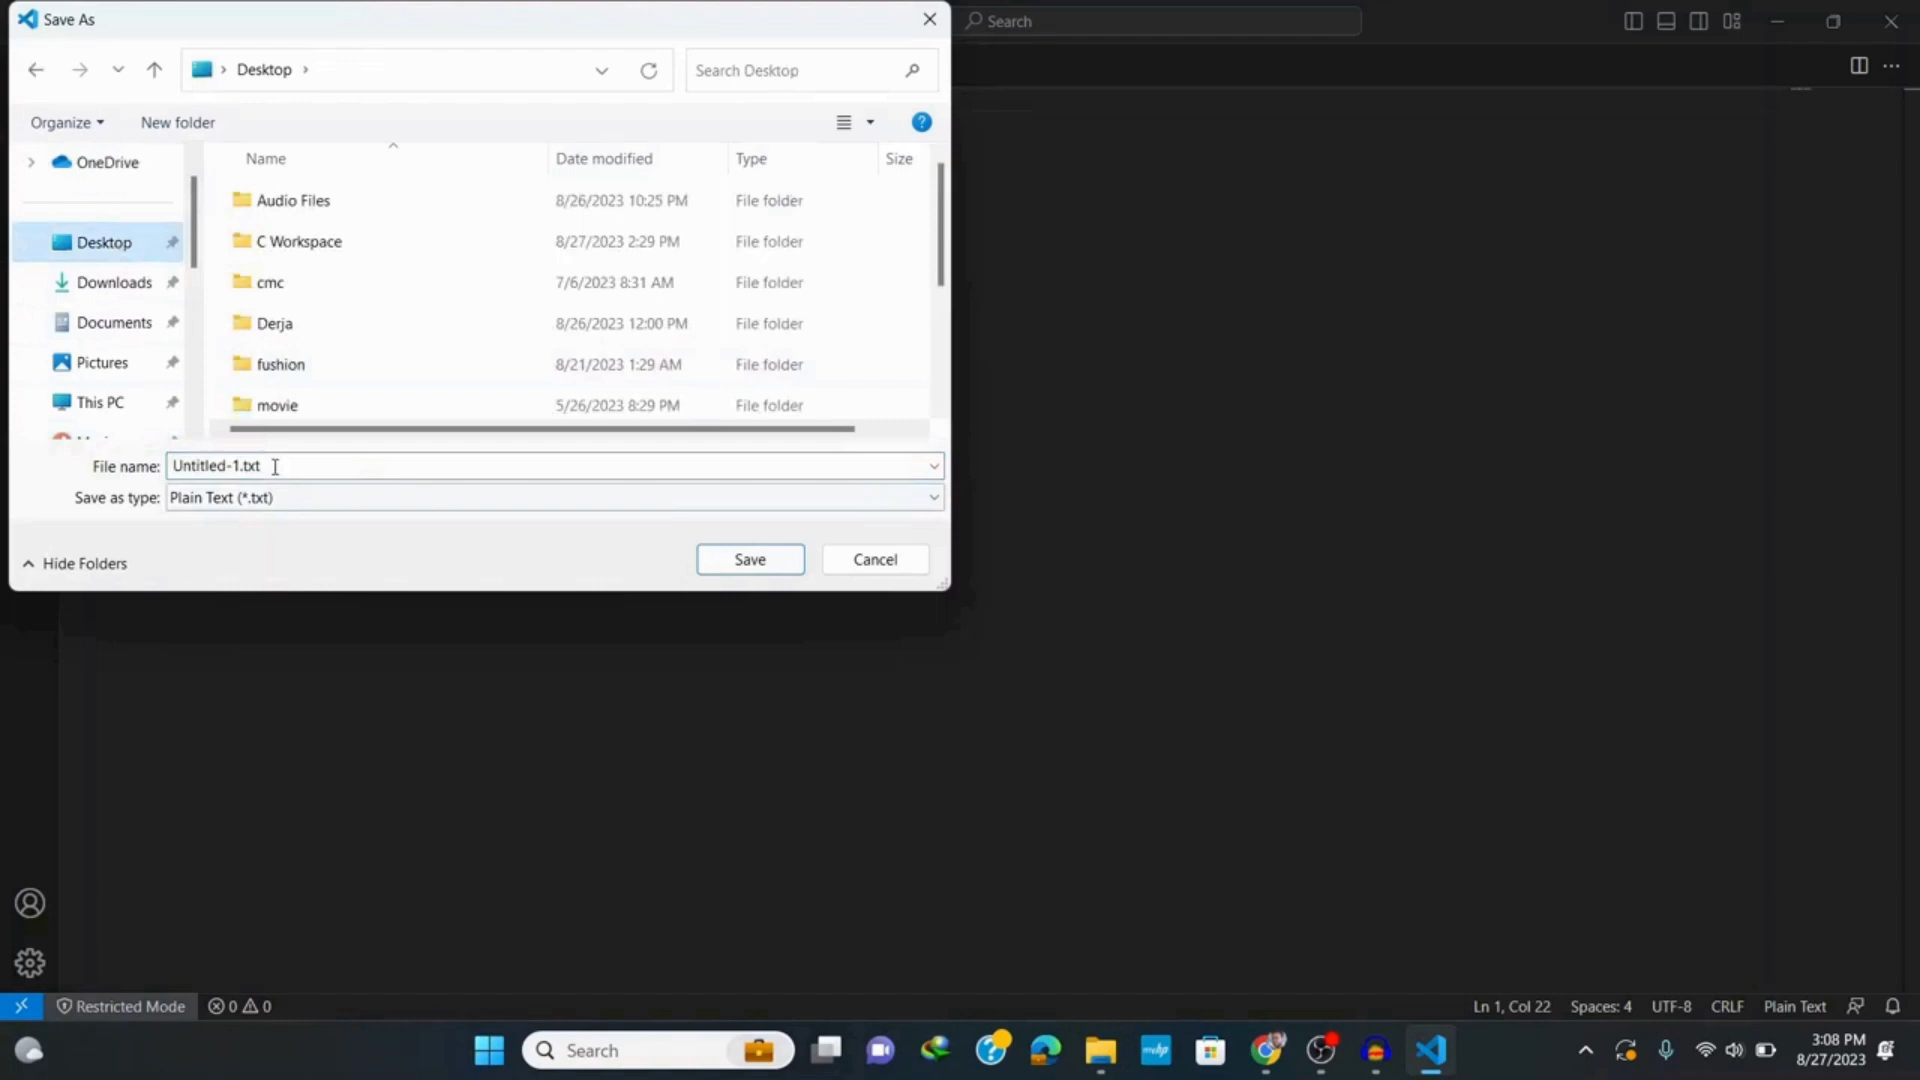 Save As
Search
Desktop
Search Desktop
Organize
New folder
Name
Date modified
Type
Size
OneDrive
Audio Files 8/26/2023 10:25 PM File folder
Desktop
C Workspace 8/27/2023 2:29 PM File folder
Downloads
cmc 7/6/2023 8:31 AM File folder
Documents
Derja 8/26/2023 12:00 PM File folder
Pictures
fushion 8/21/2023 1:29 AM File folder
This PC
movie 5/26/2023 8:29 PM File folder
File name: Untitled-1.txt
Save as type: Plain Text (*.txt)
Hide Folders
Save
Cancel
Restricted Mode 0 0
Ln 1, Col 22 Spaces: 4 UTF-8 CRLF Plain Text
Search
myhp
3:08 PM
8/27/2023